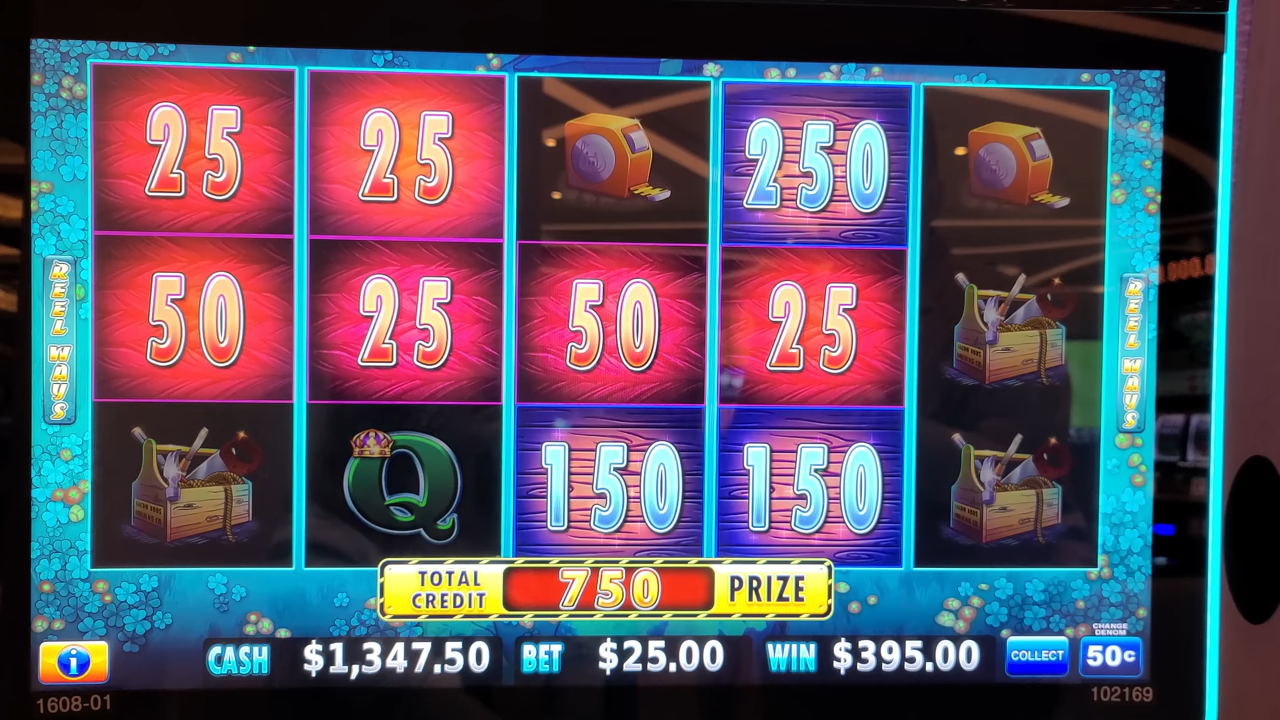 25 25 250
50 25 50 25
Q 150 150
REEL WAYS
REEL WAYS
TOTAL CREDIT 750 PRIZE
CHANGE DENOM
CASH $1,347.50 BET $25.00 WIN $395.00 COLLECT 50¢
1608-01
102169